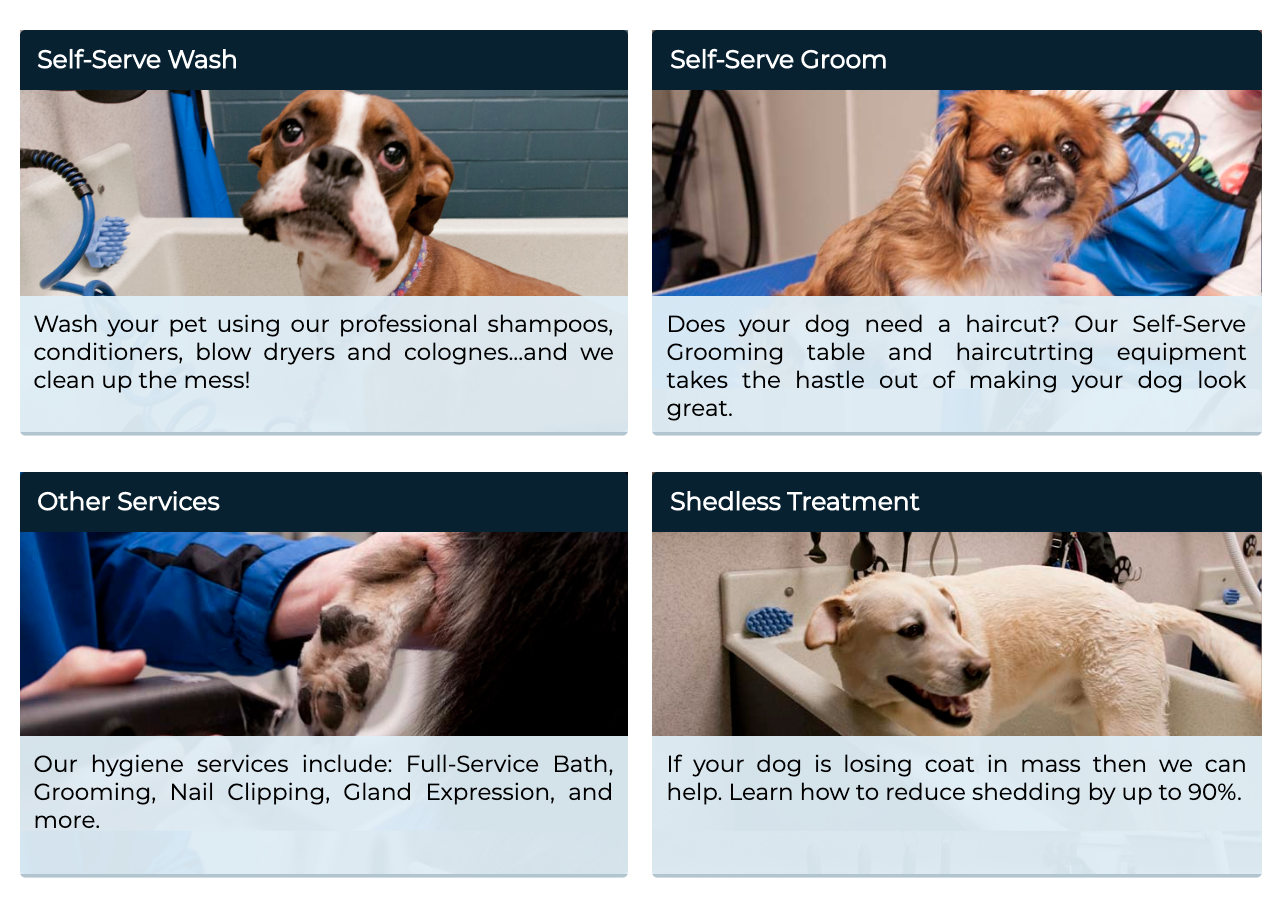 Self-Serve Wash
Wash your pet using our professional shampoos,
conditioners, blow dryers and colognes...and we
clean up the mess!
Self-Serve Groom
Does your dog need a haircut? Our Self-Serve
Grooming table and haircutrting equipment
takes the hastle out of making your dog look
great.
Other Services
Our hygiene services include: Full-Service Bath,
Grooming, Nail Clipping, Gland Expression, and
more.
Shedless Treatment
If your dog is losing coat in mass then we can
help. Learn how to reduce shedding by up to 90%.